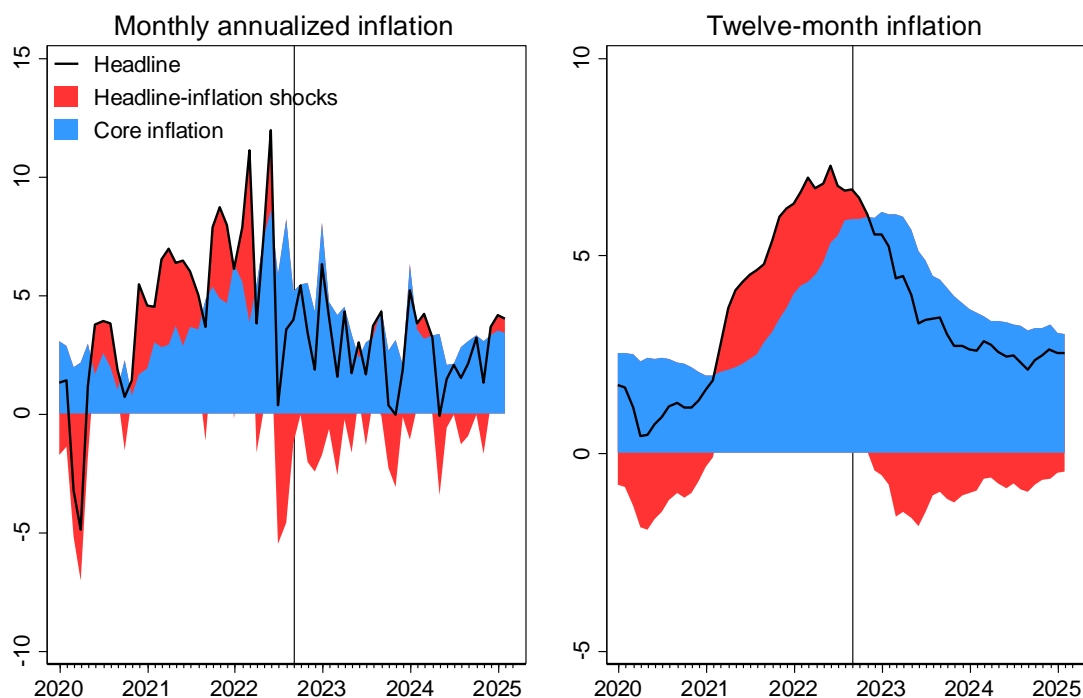 Monthly annualized inflation
Headline
Headline-inflation shocks
Core inflation
15
10
5
0
-5
-10
2020 2021 2022 2023 2024 2025
Twelve-month inflation
10
5
0
-5
2020 2021 2022 2023 2024 2025